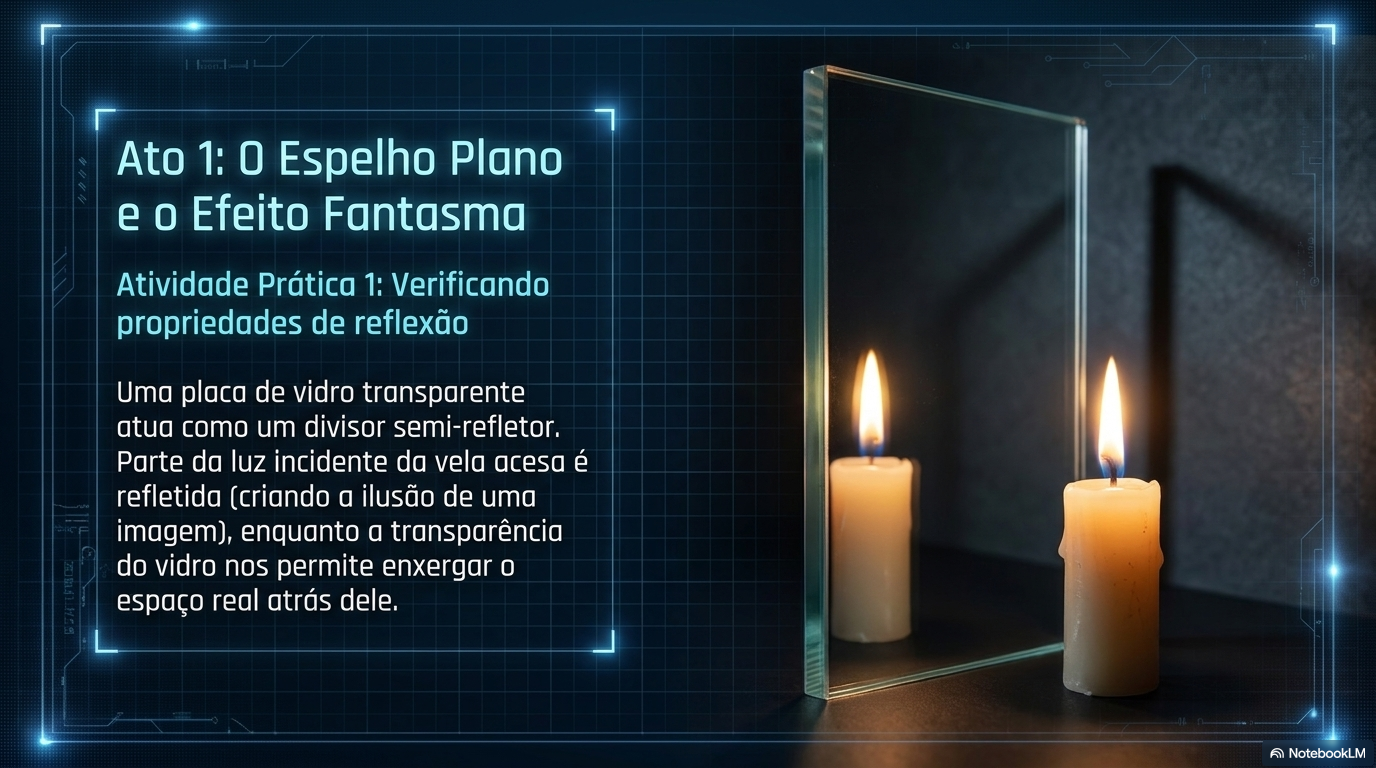 Ato 1: O Espelho Plano
e o Efeito Fantasma
Atividade Prática 1: Verificando
propriedades de reflexão
Uma placa de vidro transparente
atua como um divisor semi-refletor.
Parte da luz incidente da vela acesa é
refletida (criando a ilusão de uma
imagem), enquanto a transparência
do vidro nos permite enxergar o
espaço real atrás dele.
NotebookLM